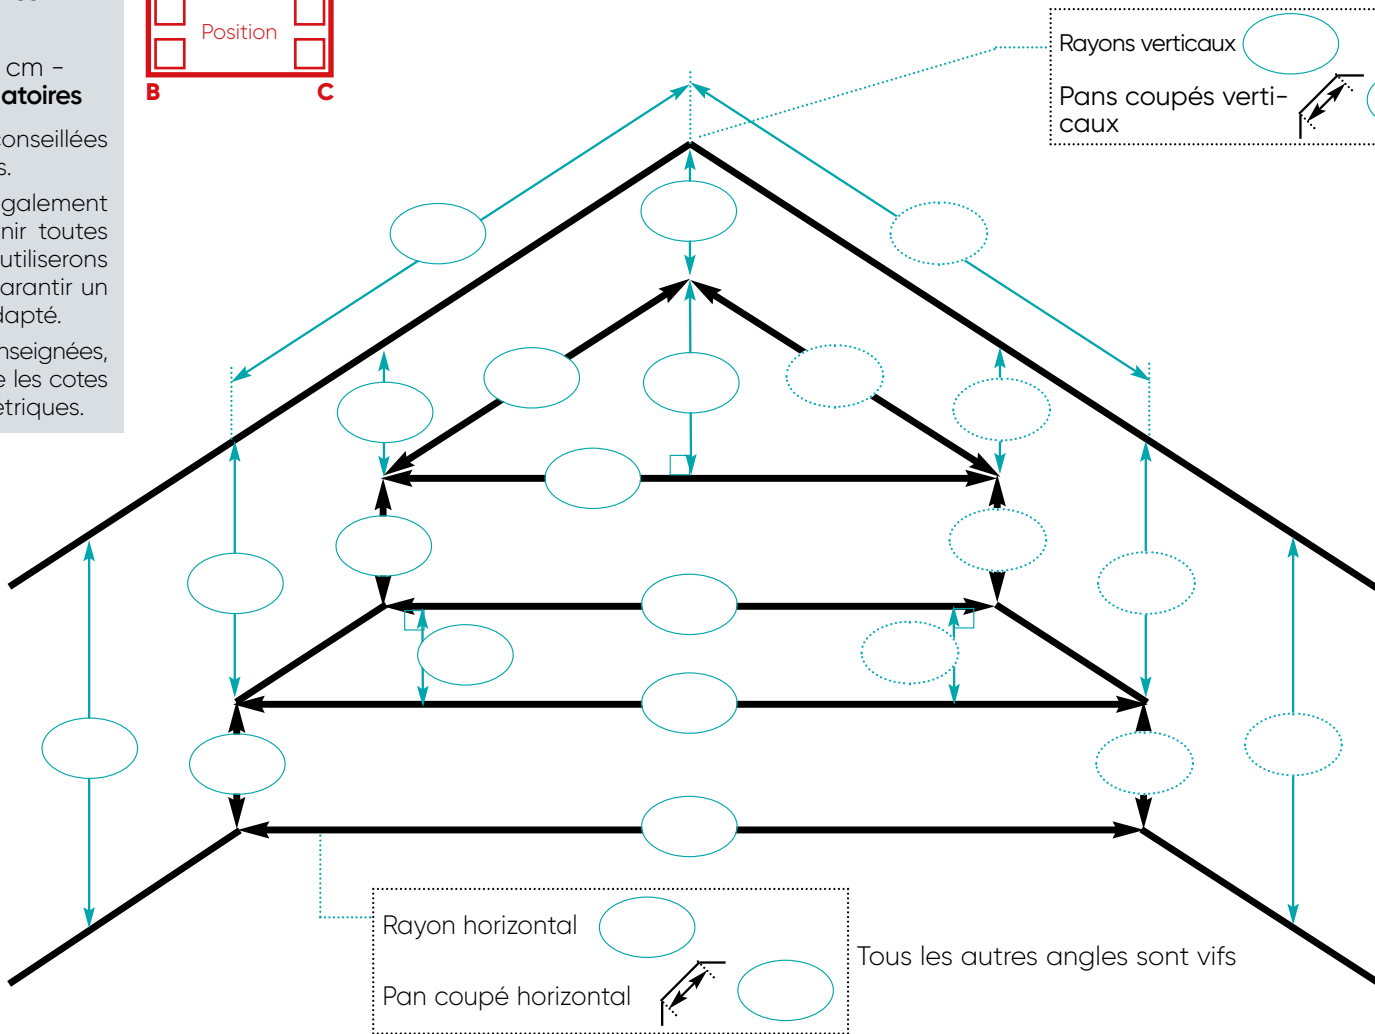 cm -
atoires
onseillées
s.
galement
nir toutes
utiliserons
arantir un
dapté.
nseignées,
e les cotes
étriques.
Position
B
C
Rayons verticaux
Pans coupés verti-
caux
Rayon horizontal
Pan coupé horizontal
Tous les autres angles sont vifs